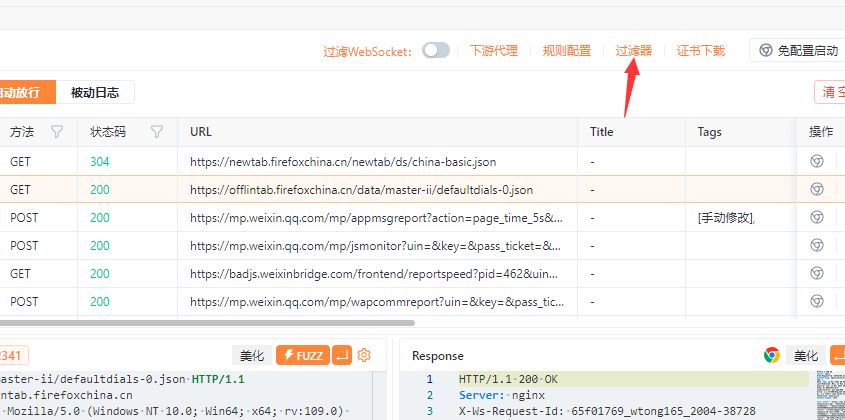 过滤WebSocket: 下游代理 规则配置 过滤器 证书下载 免配置启动
自动放行 被动日志 清空
方法 状态码 URL Title Tags 操作
GET 304 https://newtab.firefoxchina.cn/newtab/ds/china-basic.json -
GET 200 https://offlintab.firefoxchina.cn/data/master-ii/defaultdials-0.json -
POST 200 https://mp.weixin.qq.com/mp/appmsgreport?action=page_time_5s&... - [手动修改],
POST 200 https://mp.weixin.qq.com/mp/jsmonitor?uin=&key=&pass_ticket=&... -
GET 200 https://badjs.weixinbridge.com/frontend/reportspeed?pid=462&uin... -
POST 200 https://mp.weixin.qq.com/mp/wapcommreport?uin=&key=&pass_tic... -
2341 美化 FUZZ Response 美化
master-ii/defaultdials-0.json HTTP/1.1 1 HTTP/1.1 200 OK
ntab.firefoxchina.cn 2 Server: nginx
Mozilla/5.0 (Windows NT 10.0; Win64; x64; rv:109.0) 3 X-Ws-Request-Id: 65f01769_wtong165_2004-38728